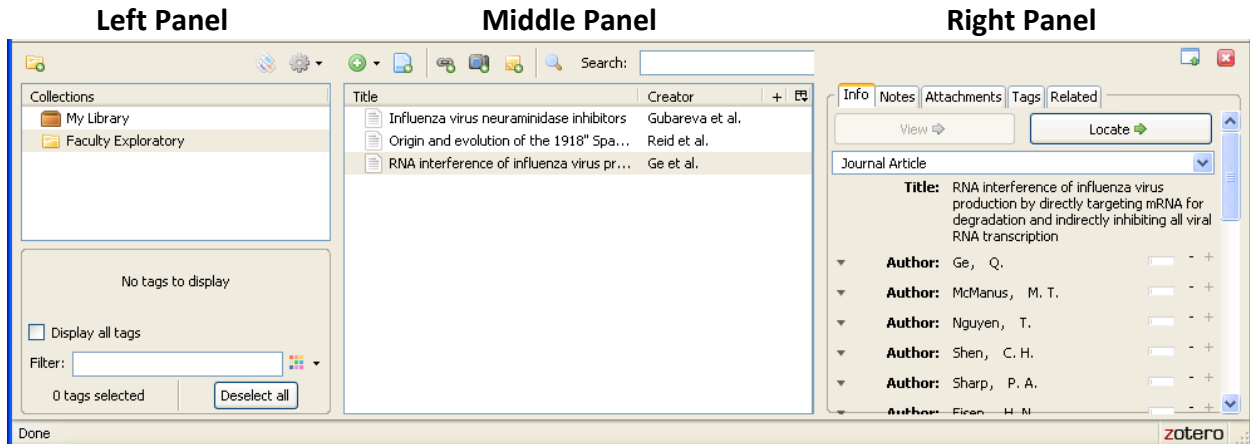 Left Panel
Middle Panel
Right Panel
Search:
Collections
My Library
Faculty Exploratory
No tags to display
Display all tags
Filter:
0 tags selected
Deselect all
Title Creator
Influenza virus neuraminidase inhibitors Gubareva et al.
Origin and evolution of the 1918" Spa... Reid et al.
RNA interference of influenza virus pr... Ge et al.
Info Notes Attachments Tags Related
View
Locate
Journal Article
Title: RNA interference of influenza virus
production by directly targeting mRNA for
degradation and indirectly inhibiting all viral
RNA transcription
Author: Ge, Q.
Author: McManus, M. T.
Author: Nguyen, T.
Author: Shen, C. H.
Author: Sharp, P. A.
Author: Eisen, H. N.
Done
zotero